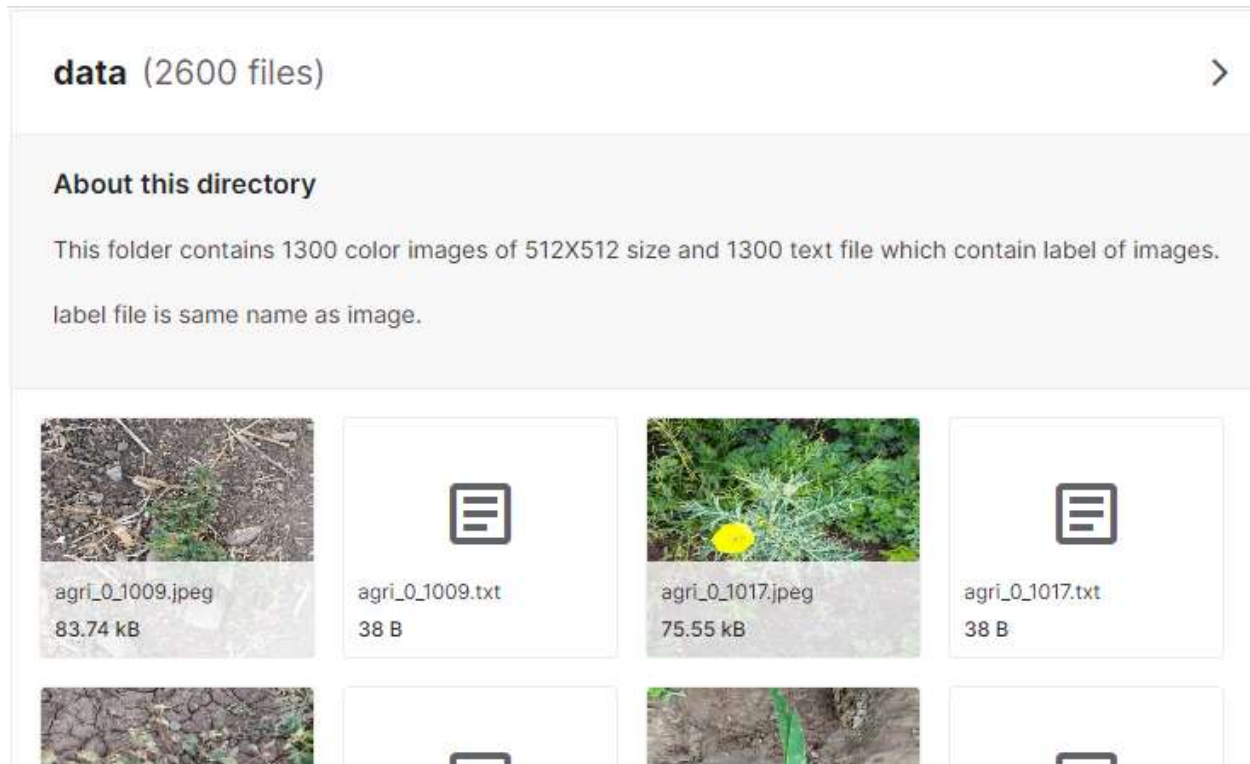 data (2600 files)
About this directory
This folder contains 1300 color images of 512X512 size and 1300 text file which contain label of images.
label file is same name as image.
agri_0_1009.jpeg
83.74 kB
agri_0_1009.txt
38 B
agri_0_1017.jpeg
75.55 kB
agri_0_1017.txt
38 B